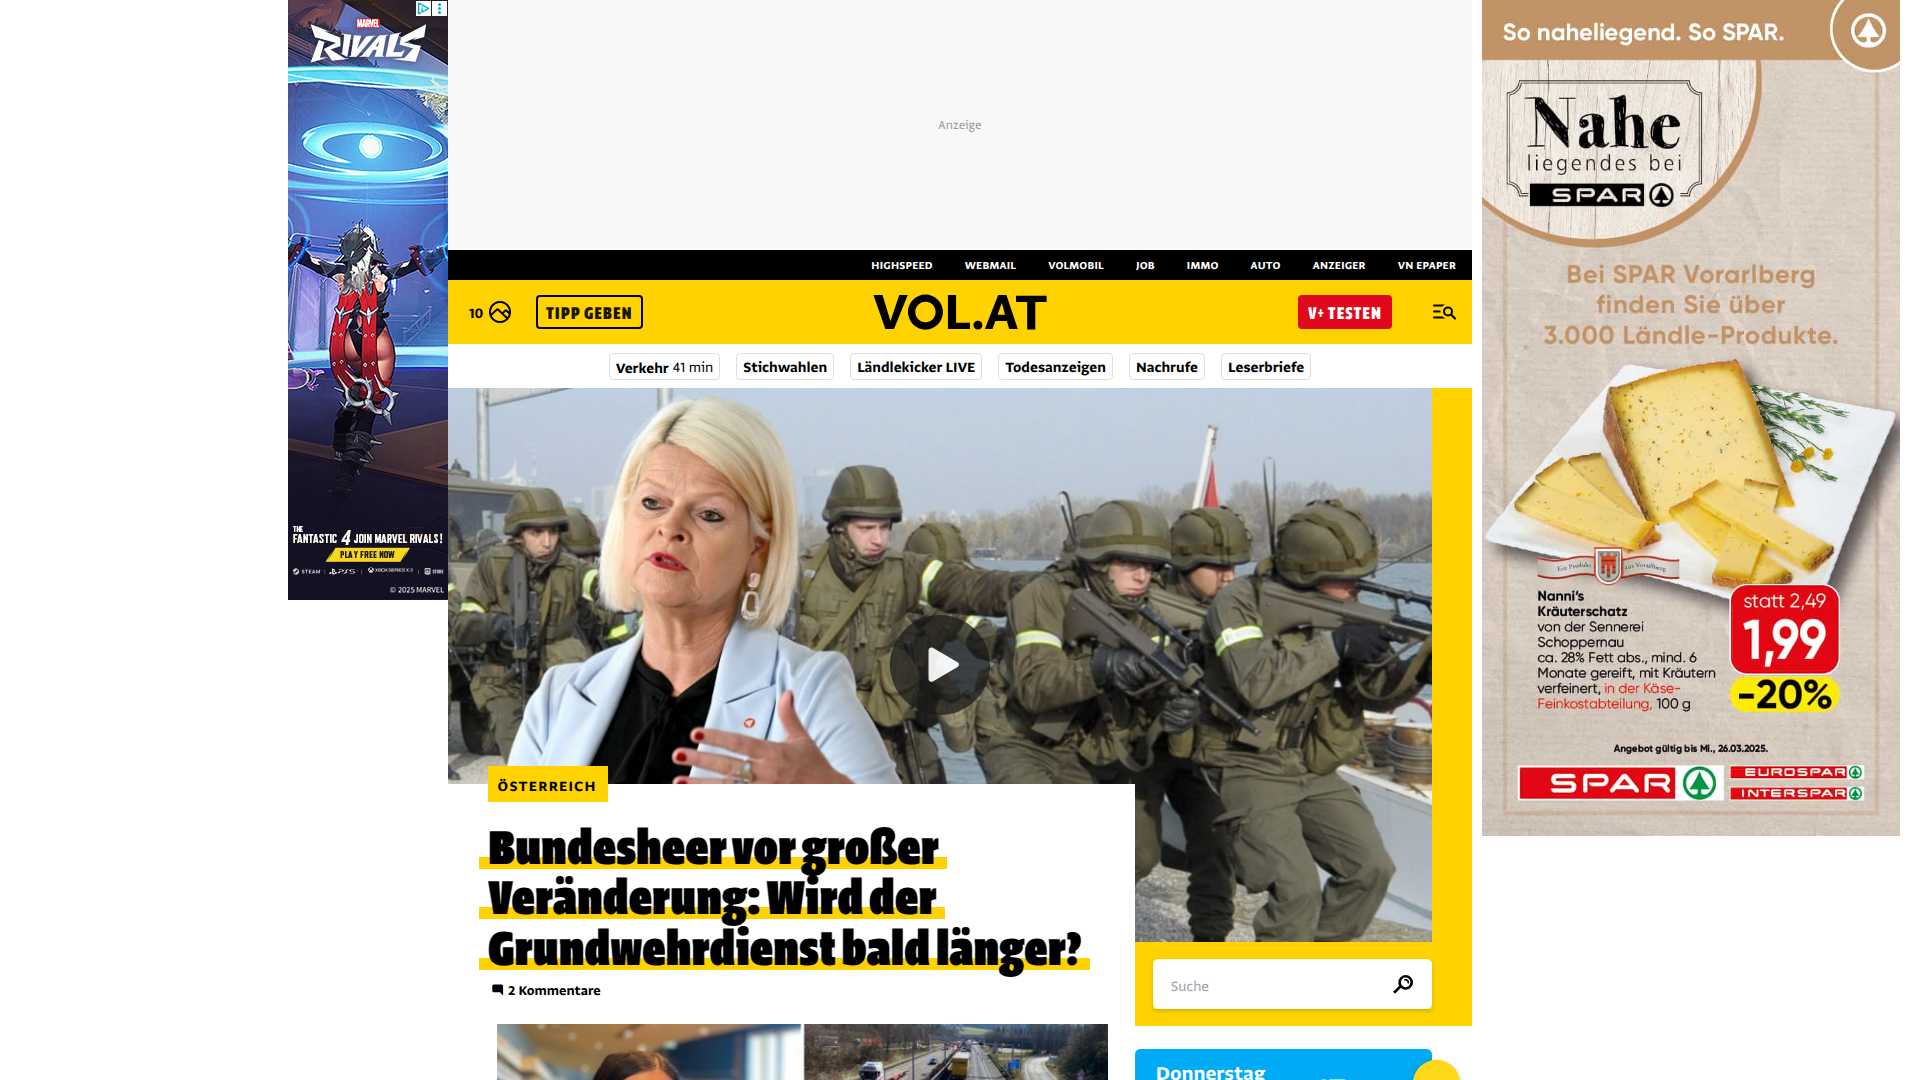 MARVEL
RIVALS
THE
FANTASTIC 4 JOIN MARVEL RIVALS!
PLAY FREE NOW
STEAM PS5 XBOX SERIES X|S
© 2025 MARVEL
Anzeige
HIGHSPEED WEBMAIL VOLMOBIL JOB IMMO AUTO ANZEIGER VN EPAPER
10 TIPP GEBEN VOL.AT V+ TESTEN
Verkehr 41 min Stichwahlen Ländlekicker LIVE Todesanzeigen Nachrufe Leserbriefe
ÖSTERREICH
Bundesheer vor großer
Veränderung: Wird der
Grundwehrdienst bald länger?
2 Kommentare
Suche
Donnerstag
So naheliegend. So SPAR.
Nahe
liegendes bei
SPAR
Bei SPAR Vorarlberg
finden Sie über
3.000 Ländle-Produkte.
Ein Produkt aus Vorarlberg
Nanni's
Kräuterschatz
von der Sennerei
Schoppernau
ca. 28% Fett abs., mind. 6
Monate gereift, mit Kräutern
verfeinert, in der Käse-
Feinkostabteilung, 100 g
statt 2,49
1,99
-20%
Angebot gültig bis Mi., 26.03.2025.
SPAR
EUROSPAR
INTERSPAR